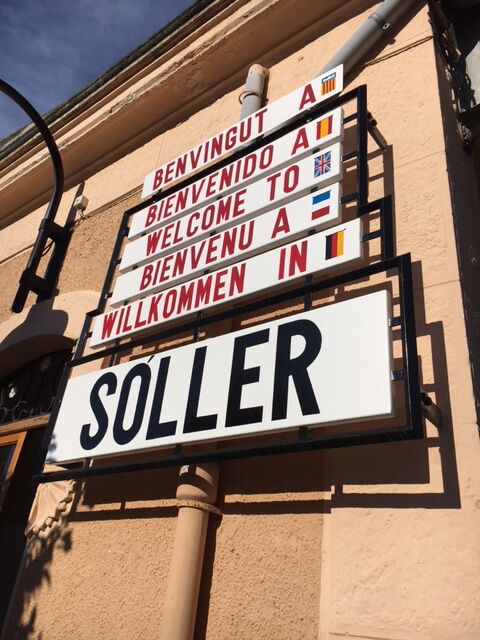 BENVINGUT A
BIENVENIDO A
WELCOME TO
BIENVENU A
WILLKOMMEN IN
SÓLLER